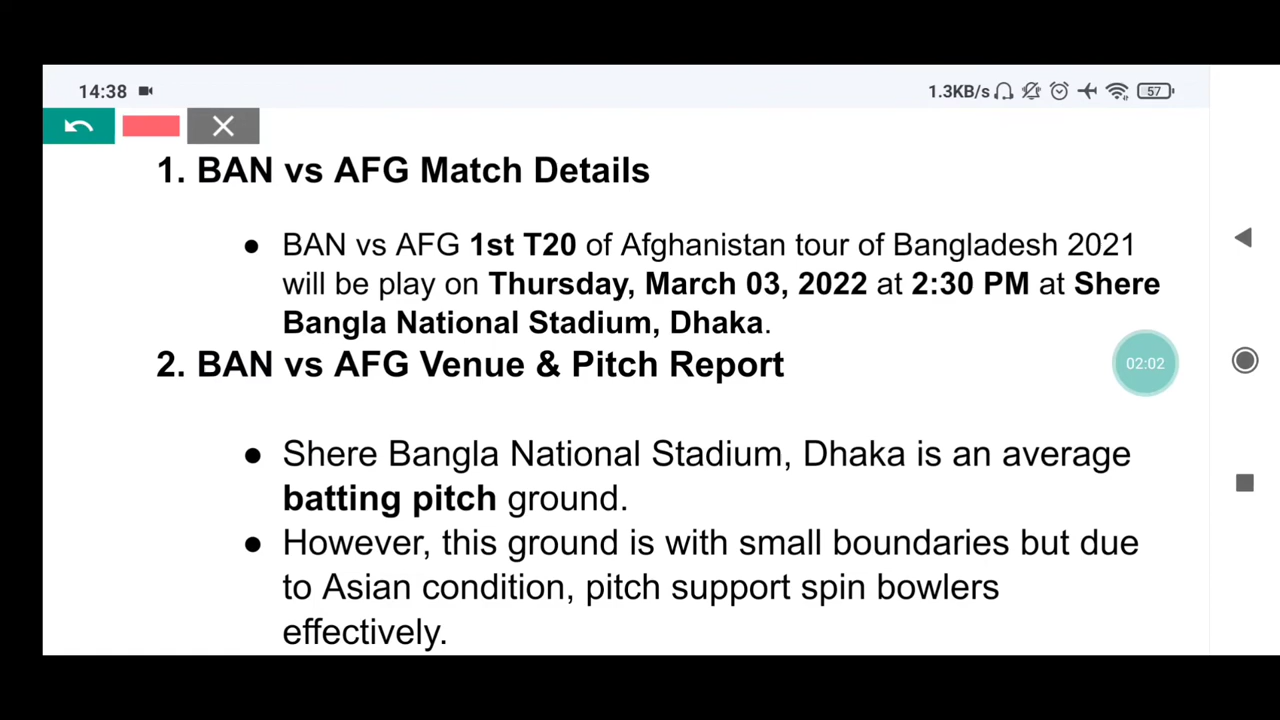 14:38 1.3KB/s 57
1. BAN vs AFG Match Details
● BAN vs AFG 1st T20 of Afghanistan tour of Bangladesh 2021
will be play on Thursday, March 03, 2022 at 2:30 PM at Shere
Bangla National Stadium, Dhaka.
2. BAN vs AFG Venue & Pitch Report
02:02
● Shere Bangla National Stadium, Dhaka is an average
batting pitch ground.
● However, this ground is with small boundaries but due
to Asian condition, pitch support spin bowlers
effectively.